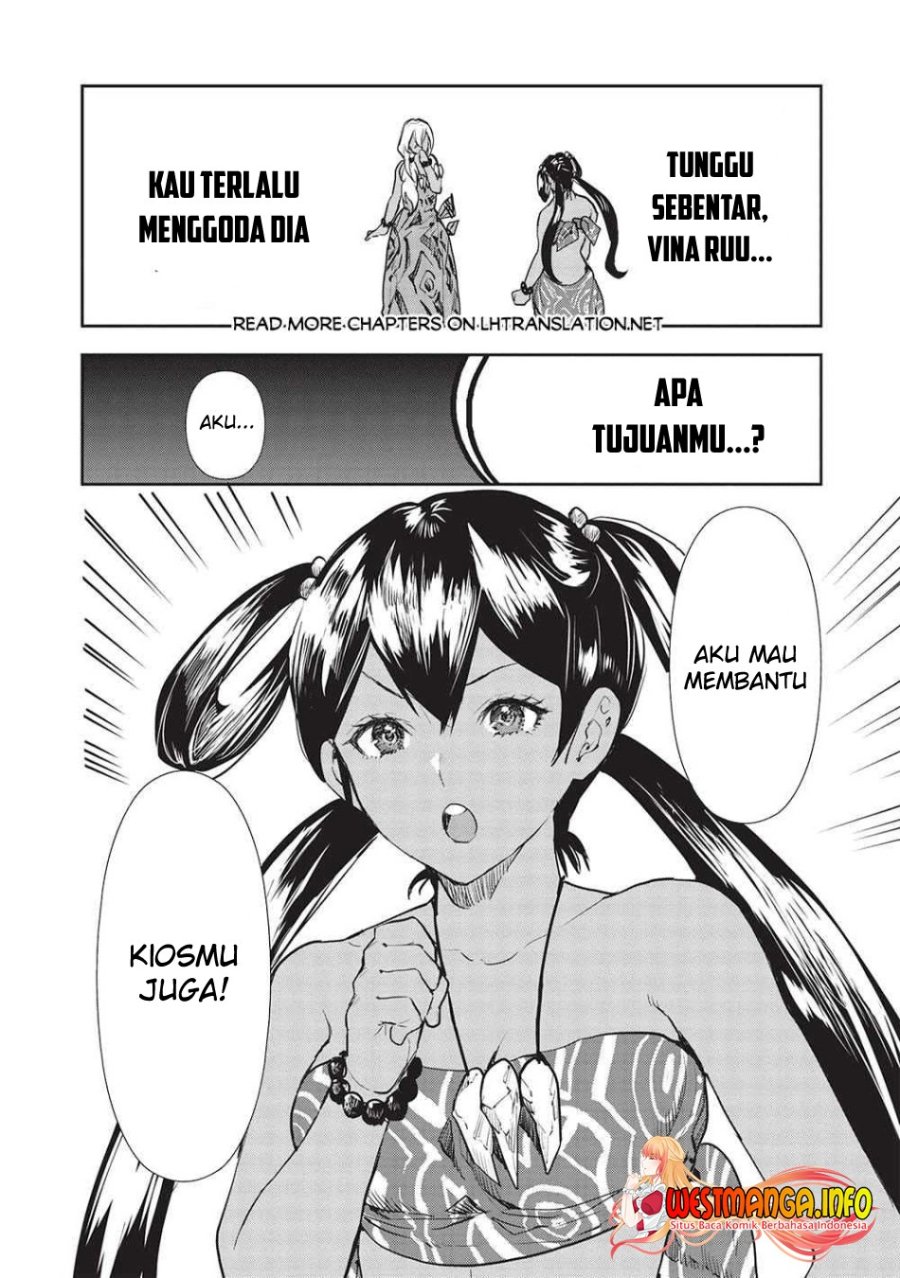 TUNGGU
SEBENTAR,
VINA RUU...
KAU TERLALU
MENGGODA DIA
READ MORE CHAPTERS ON LHTRANSLATION.NET
APA
TUJUANMU...?
AKU...
AKU MAU
MEMBANTU
KIOSMU
JUGA!
WESTMANGA.INFO
Situs Baca Komik Berbahasa Indonesia